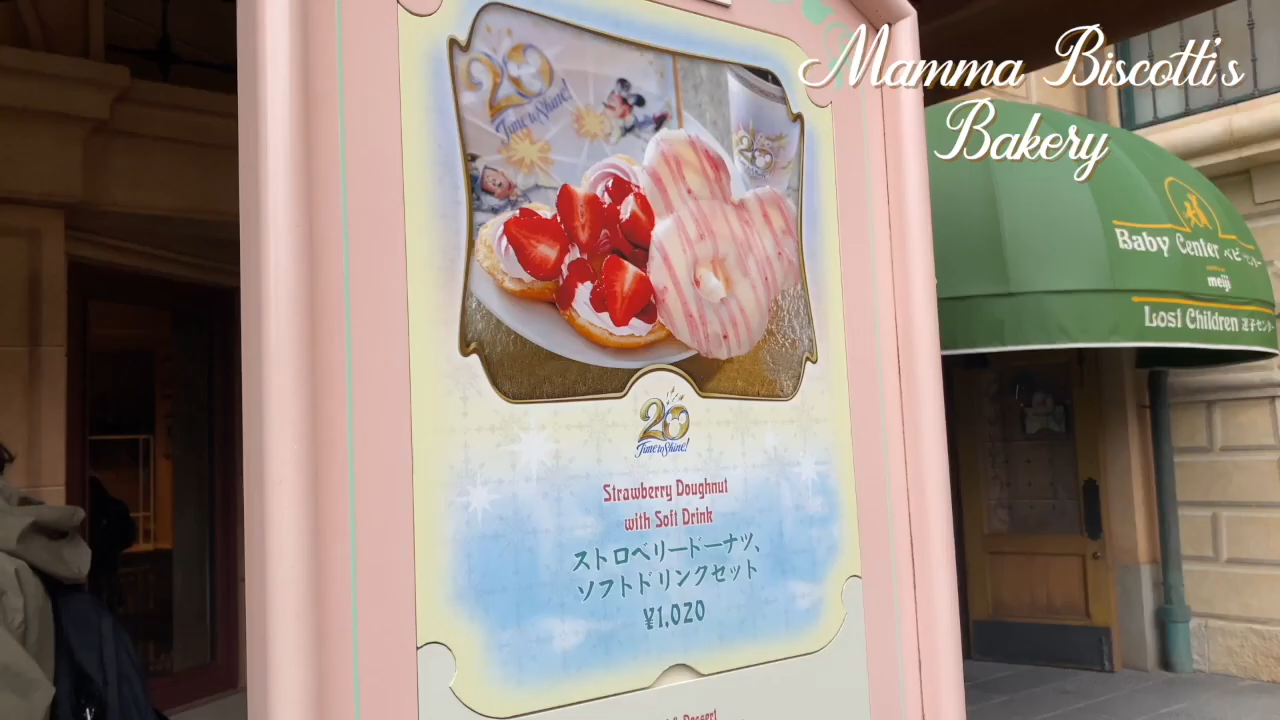 Mamma Biscotti's
Bakery
20
Time to Shine!
20
20
Time to Shine!
Strawberry Doughnut
with Soft Drink
ストロベリードーナツ、
ソフトドリンクセット
¥1,020
Dessert
Baby Center ベビーセンター
meiji
Lost Children 迷子センター